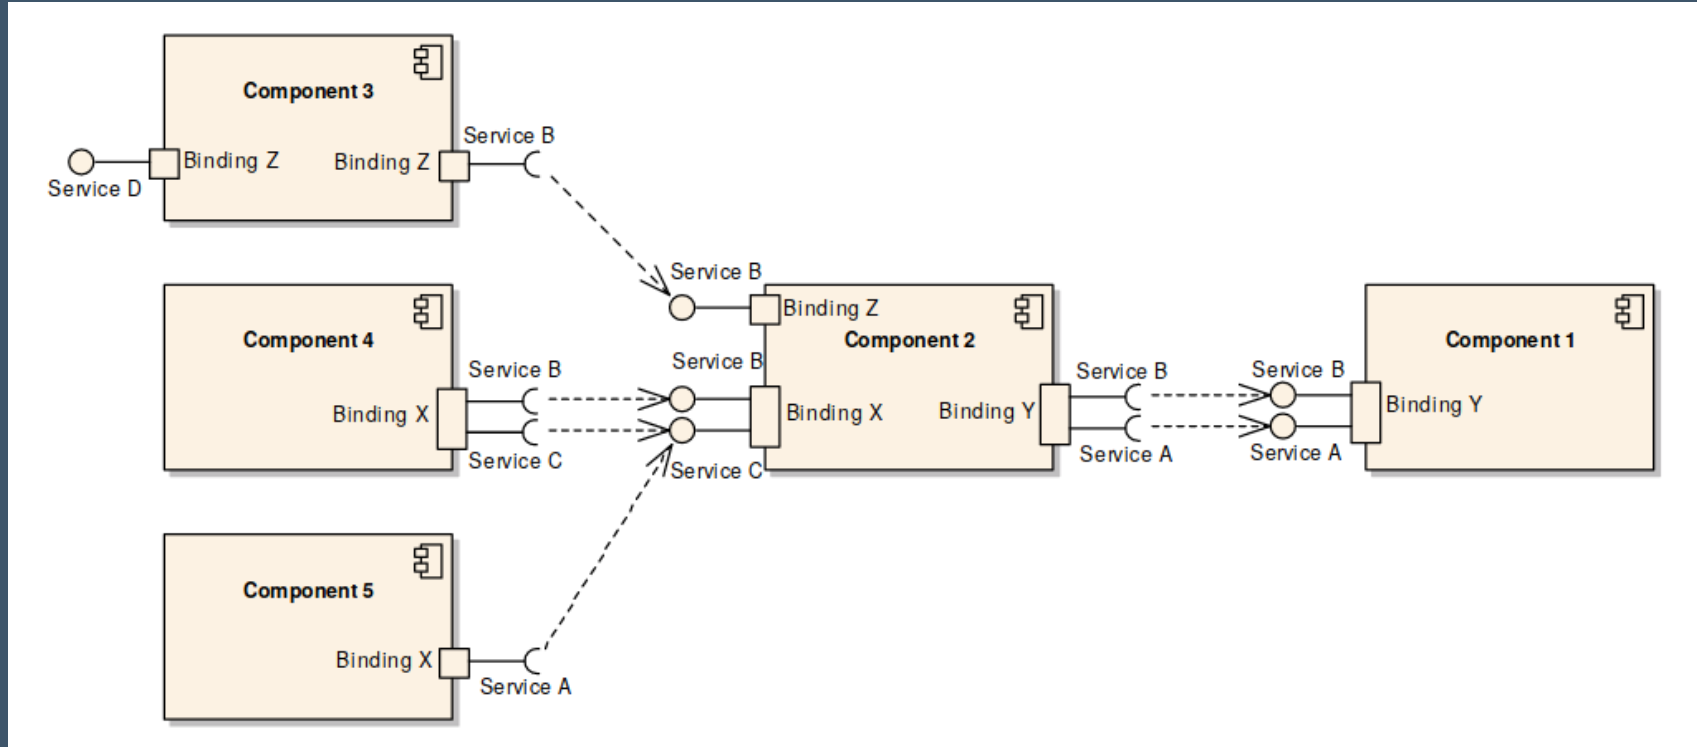 Component 3
Service B
Binding Z
Binding Z
Service D
Service B
Binding Z
Component 4
Component 2
Component 1
Service B
Service B
Service B
Service B
Binding X
Binding X
Binding Y
Binding Y
Service C
Service C
Service A
Service A
Component 5
Binding X
Service A